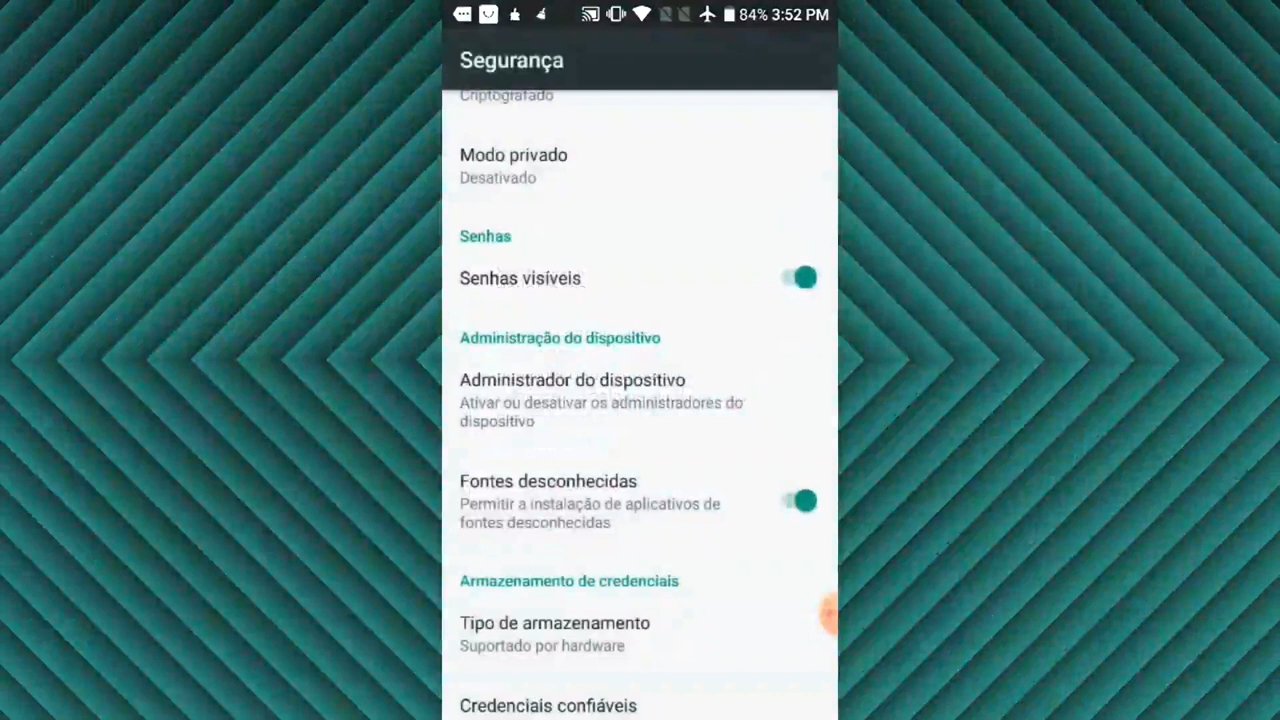 84% 3:52 PM
Segurança
Criptografado
Modo privado
Desativado
Senhas
Senhas visíveis
Administração do dispositivo
Administrador do dispositivo
Ativar ou desativar os administradores do
dispositivo
Fontes desconhecidas
Permitir a instalação de aplicativos de
fontes desconhecidas
Armazenamento de credenciais
Tipo de armazenamento
Suportado por hardware
Credenciais confiáveis